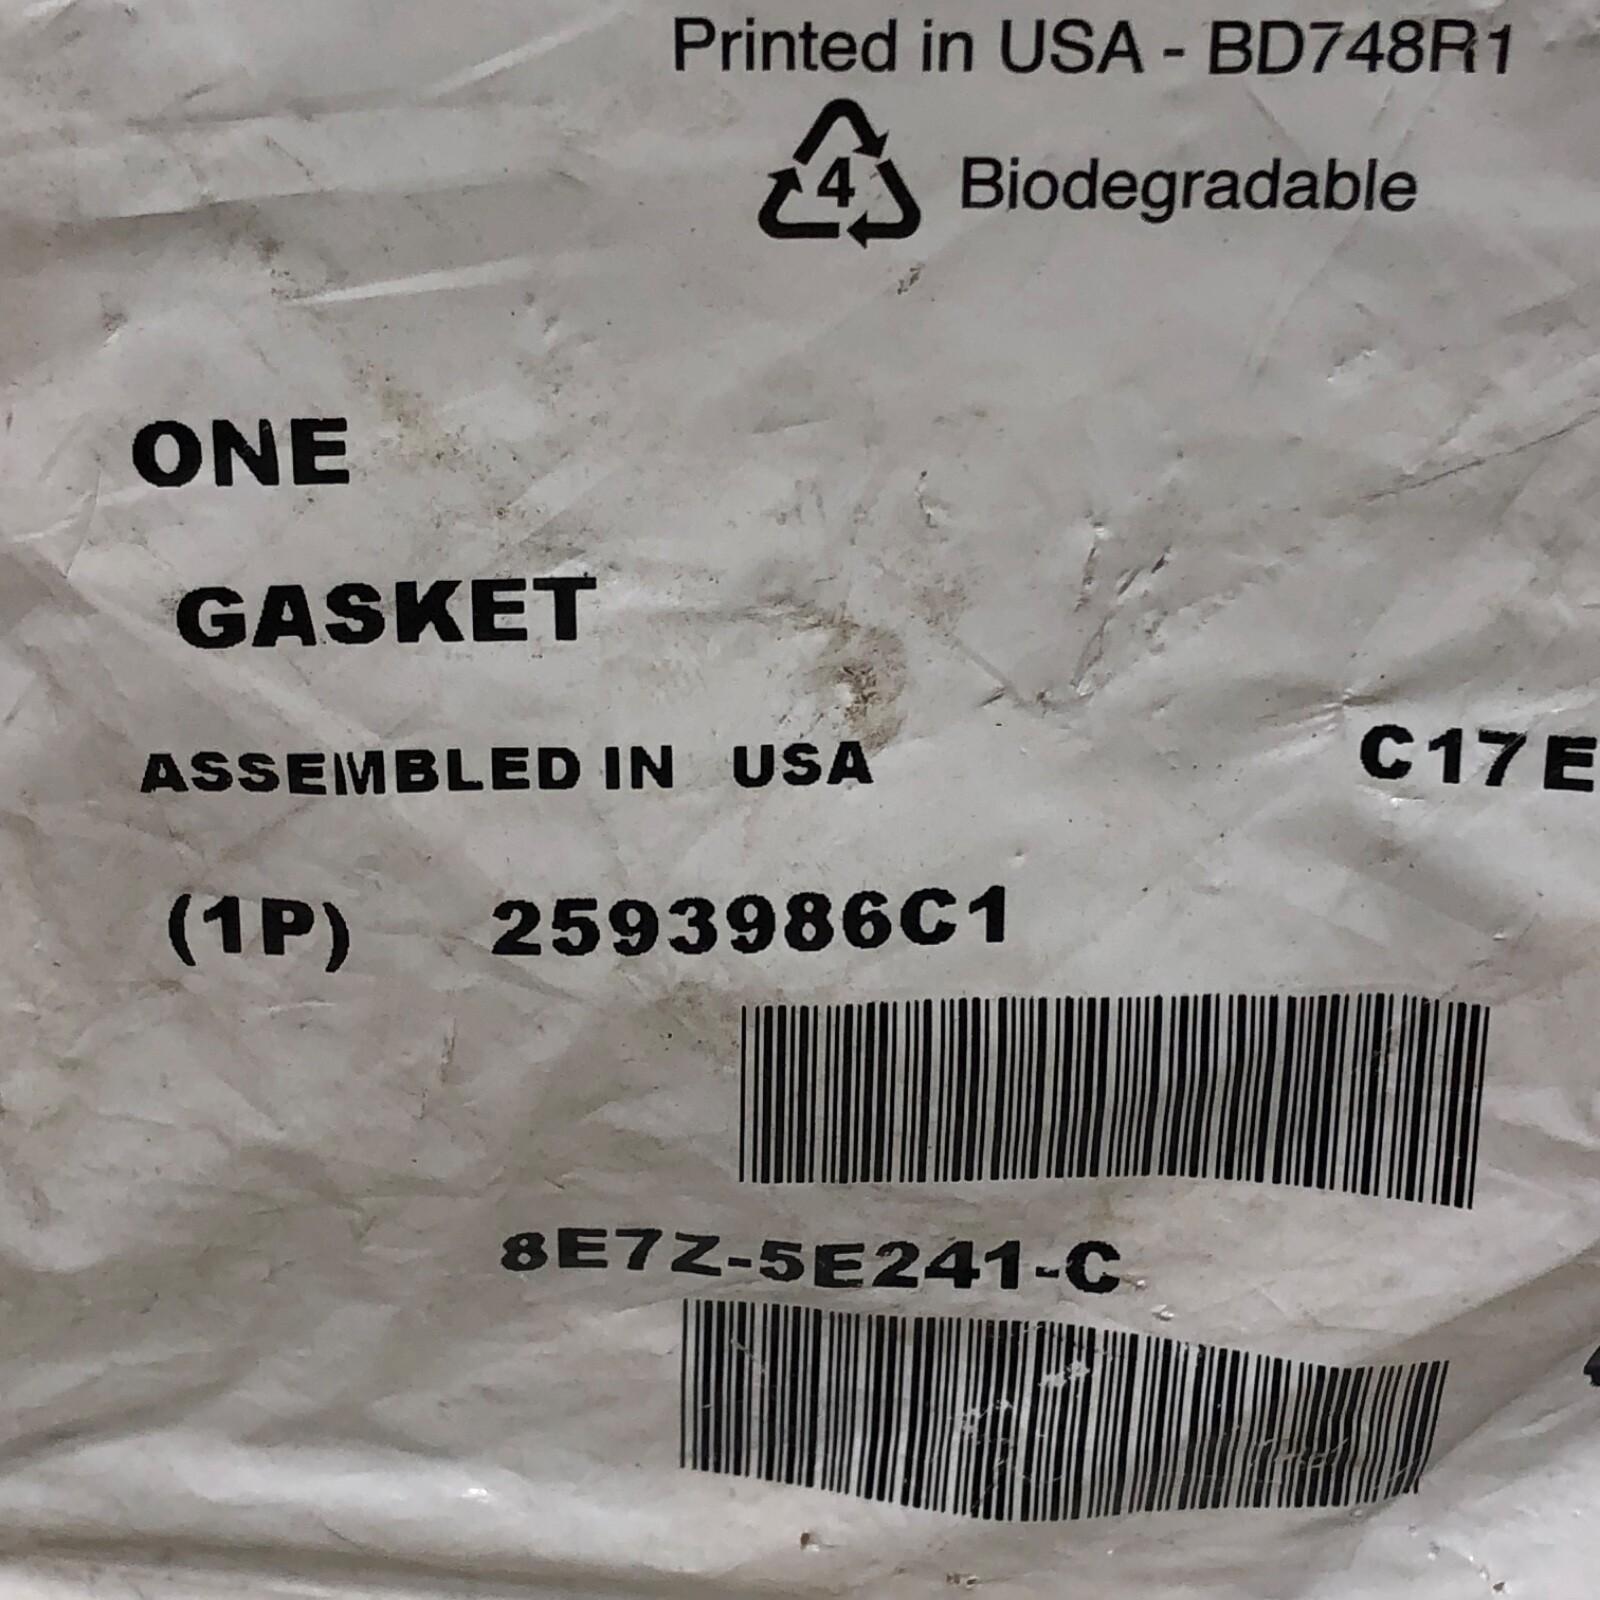 Printed in USA - BD748R1
4 Biodegradable
ONE
GASKET
ASSEMBLED IN USA C17E
(1P) 2593986C1
8E7Z-5E241-C